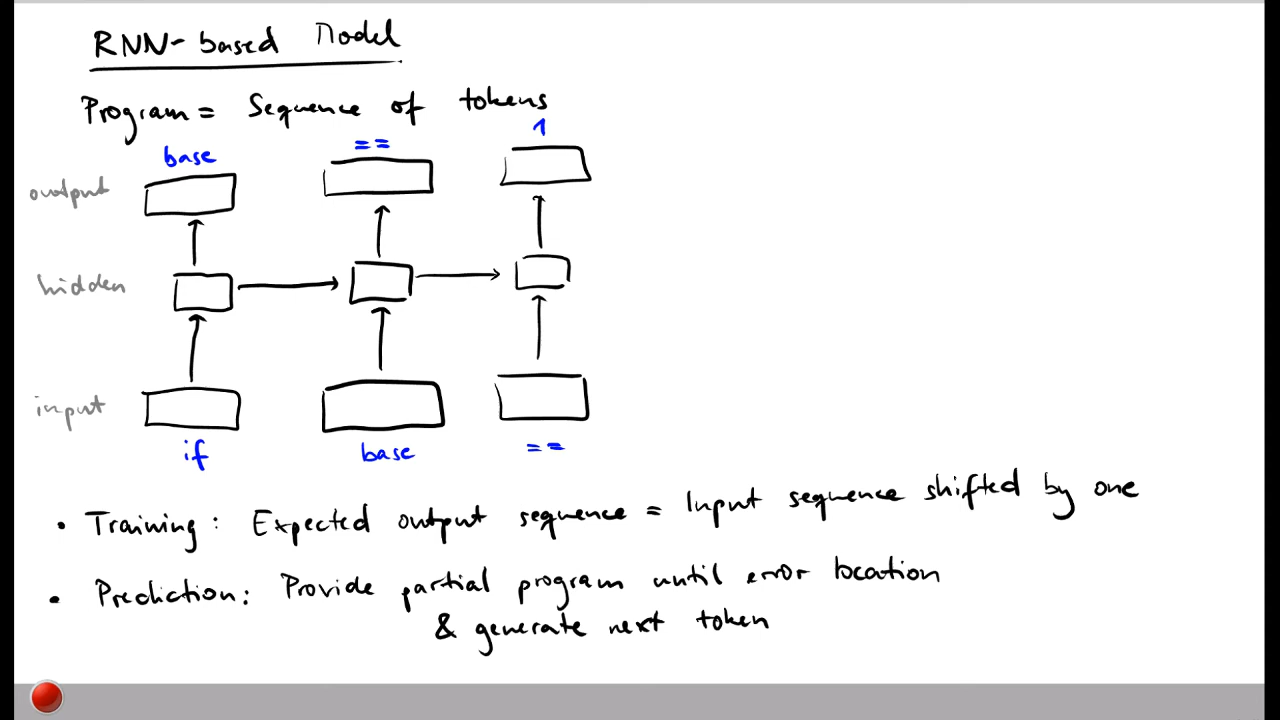 RNN-based Model
Program = Sequence of tokens
base == 1
output
hidden
input
if base ==
• Training: Expected output sequence = Input sequence shifted by one
• Prediction: Provide partial program until error location
& generate next token